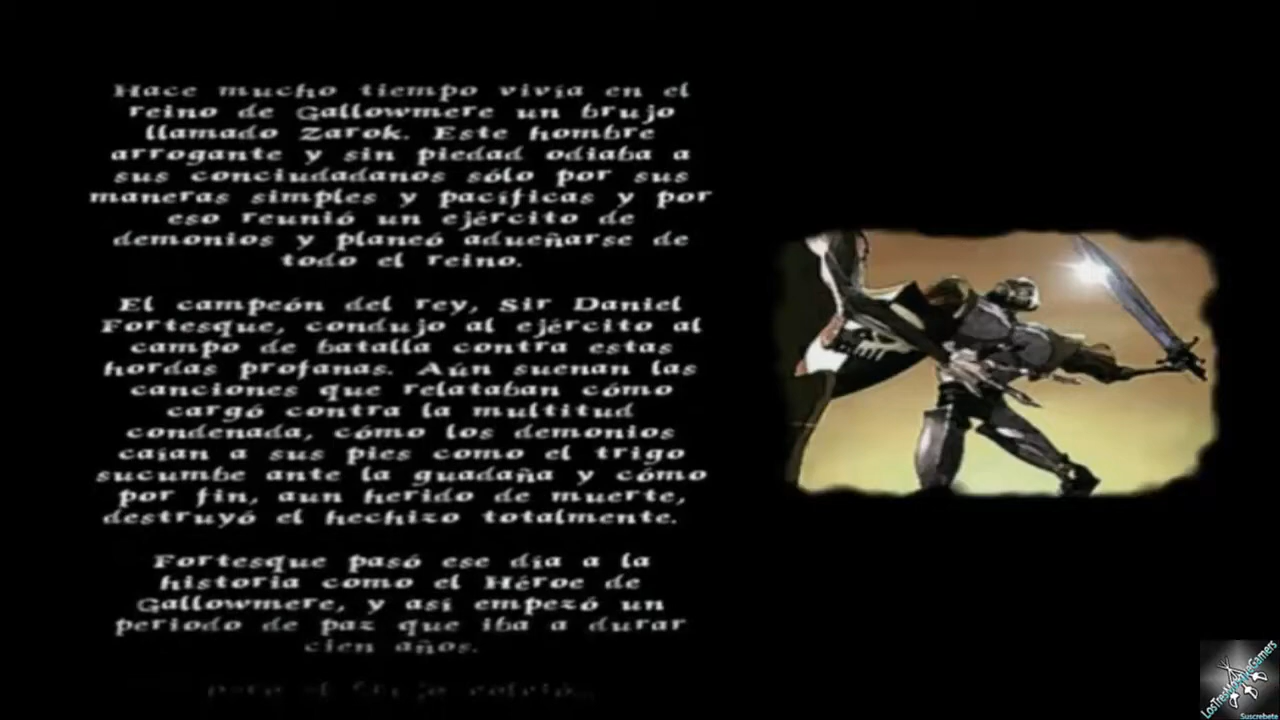 Hace mucho tiempo vivía en el
reino de Gallowmere un brujo
llamado Zarok. Este hombre
arrogante y sin piedad odiaba a
sus conciudadanos sólo por sus
maneras simples y pacíficas y por
eso reunió un ejército de
demonios y planeó adueñarse de
todo el reino.
El campeón del rey, Sir Daniel
Fortesque, condujo al ejército al
campo de batalla contra estas
hordas profanas. Aún suenan las
canciones que relataban cómo
cargó contra la multitud
condenada, cómo los demonios
caían a sus pies como el trigo
sucumbe ante la guadaña y cómo
por fin, aun herido de muerte,
destruyó el hechizo totalmente.
Fortesque pasó ese día a la
historia como el Héroe de
Gallowmere, y así empezó un
periodo de paz que iba a durar
cien años.
Suscríbete